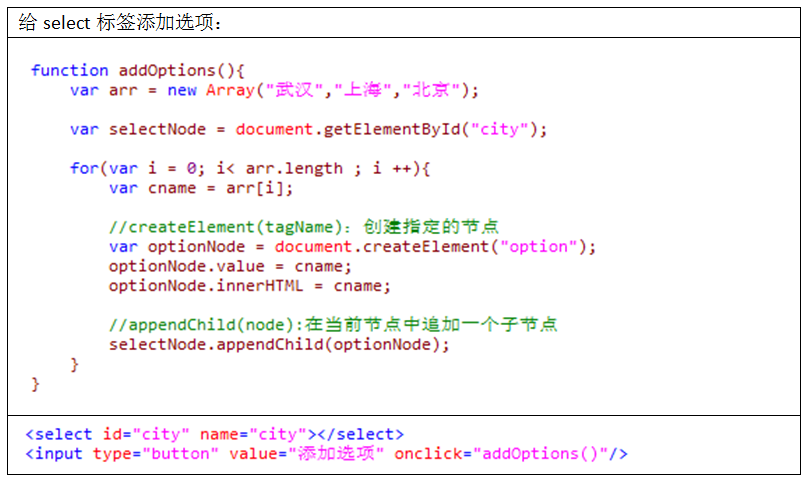 给 select 标签添加选项：
function addOptions(){
    var arr = new Array("武汉","上海","北京");
    var selectNode = document.getElementById("city");
    for(var i = 0; i< arr.length ; i ++){
        var cname = arr[i];
        //createElement(tagName): 创建指定的节点
        var optionNode = document.createElement("option");
        optionNode.value = cname;
        optionNode.innerHTML = cname;
        //appendChild(node):在当前节点中追加一个子节点
        selectNode.appendChild(optionNode);
    }
}
<select id="city" name="city"></select>
<input type="button" value="添加选项" onclick="addOptions()"/>